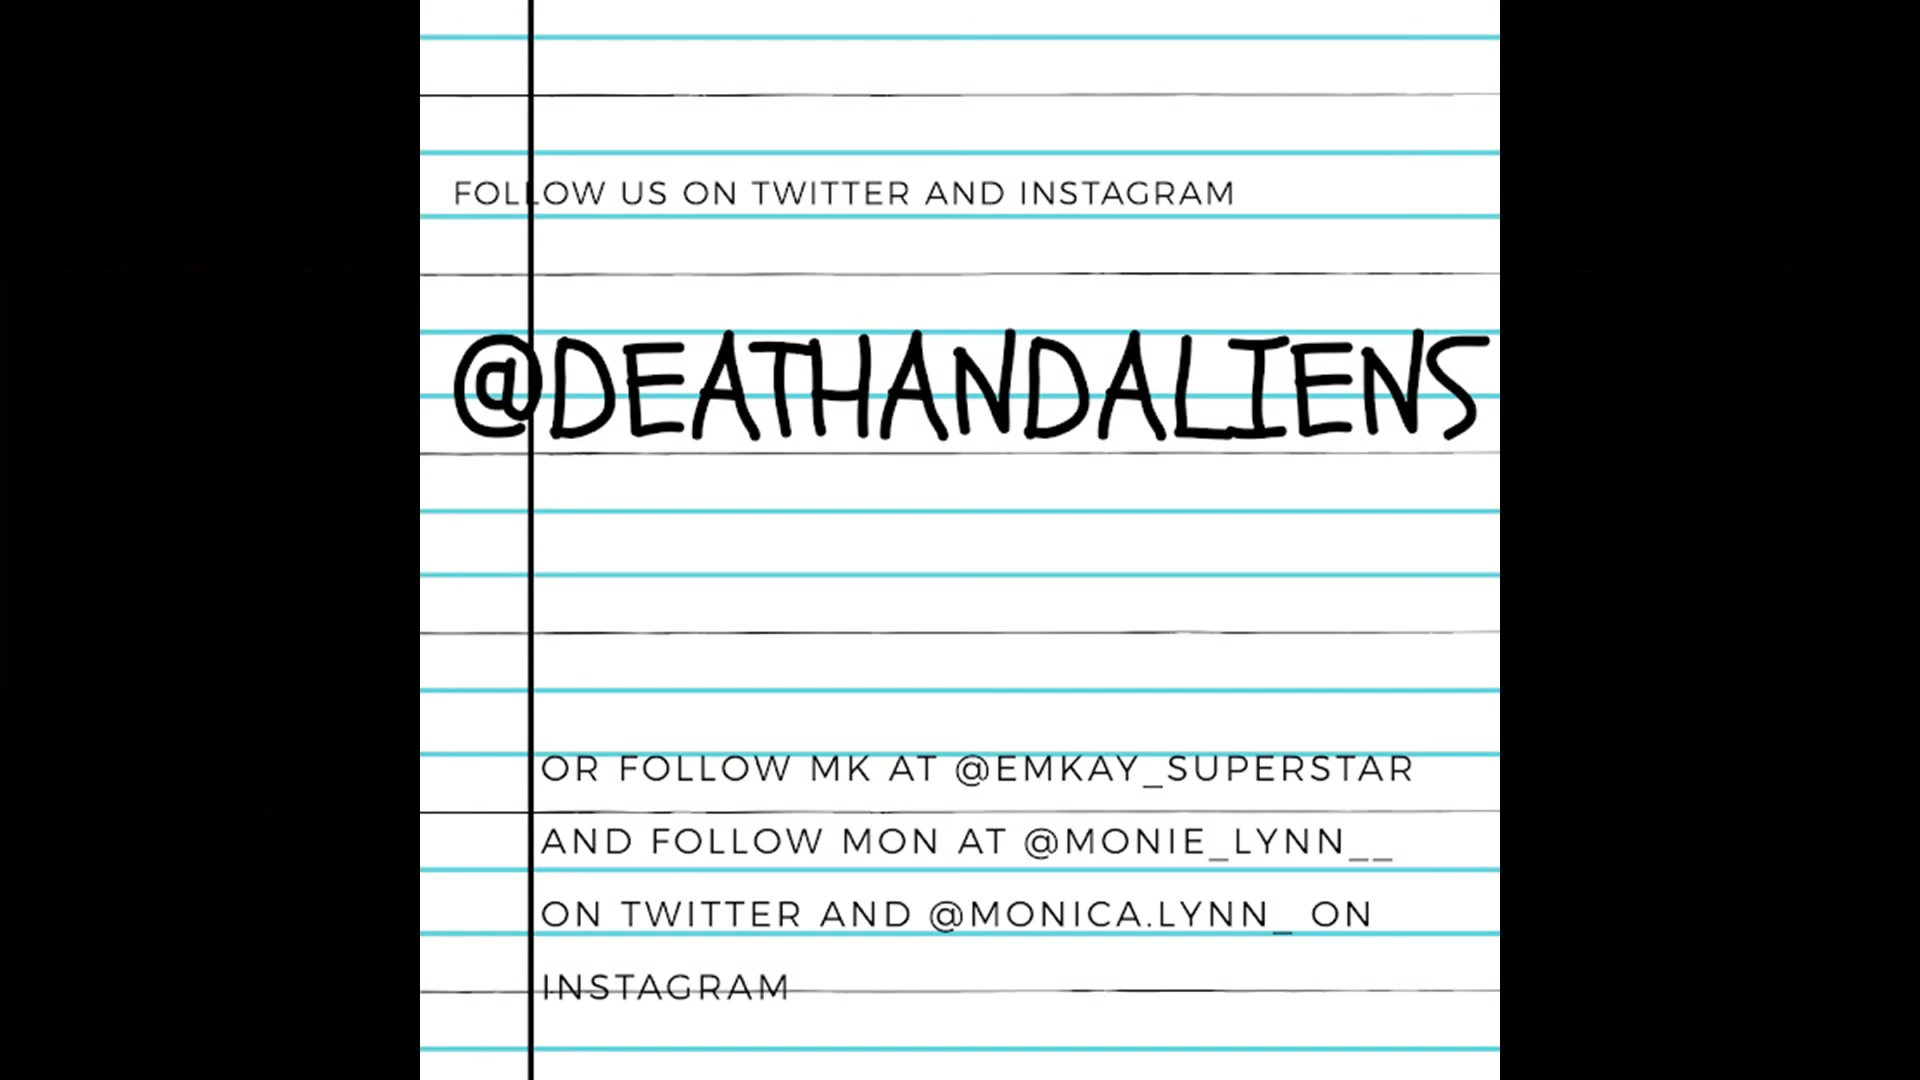 FOLLOW US ON TWITTER AND INSTAGRAM
@DEATHANDALIENS
OR FOLLOW MK AT @EMKAY_SUPERSTAR
AND FOLLOW MON AT @MONIE_LYNN__
ON TWITTER AND @MONICA.LYNN_ ON
INSTAGRAM